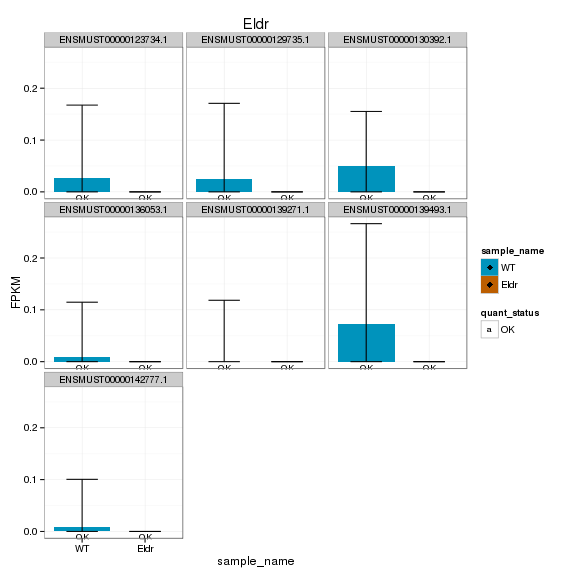 Eldr
ENSMUST00000123734.1 ENSMUST00000129735.1 ENSMUST00000130392.1
0.2
0.1
0.0
OK OK OK OK OK OK
ENSMUST00000136053.1 ENSMUST00000139271.1 ENSMUST00000139493.1
0.2
0.1
0.0
OK OK OK OK OK OK
ENSMUST00000142777.1
0.2
0.1
0.0
OK OK
WT Eldr
FPKM
sample_name
sample_name
WT
Eldr
quant_status
a OK